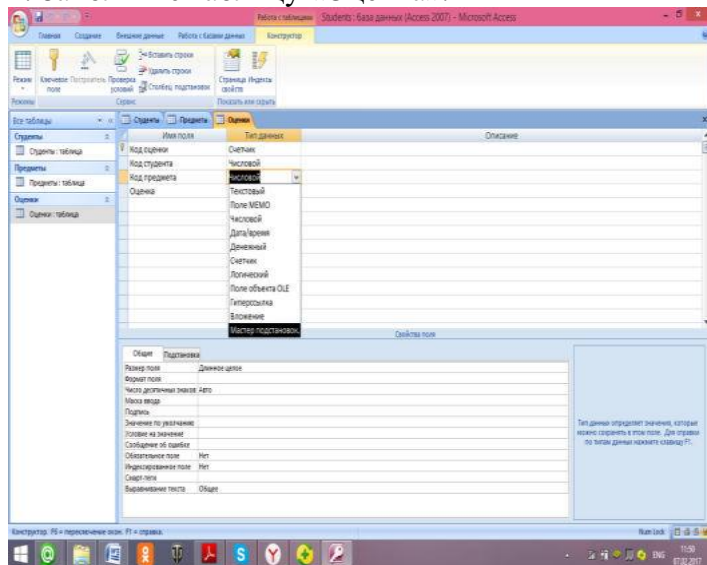 Работа с таблицами Students : база данных (Access 2007) - Microsoft Access
Главная Создание Внешние данные Работа с базами данных Конструктор
Режим
Ключевое поле
Построитель
Проверка условий
Вставить строки
Удалить строки
Столбец подстановок
Страница свойств
Индексы
Режимы Сервис Показать или скрыть
Все таблицы
Студенты Предметы Оценки
Студенты
Студенты : таблица
Предметы
Предметы : таблица
Оценки
Оценки : таблица
Имя поля Тип данных Описание
Код оценки Счетчик
Код студента Числовой
Код предмета Числовой
Оценка Текстовый
Поле МЕМО
Числовой
Дата/время
Денежный
Счетчик
Логический
Поле объекта OLE
Гиперссылка
Вложение
Мастер подстановок.
Свойства поля
Общие Подстановка
Размер поля Длинное целое
Формат поля
Число десятичных знаков Авто
Маска ввода
Подпись
Значение по умолчанию
Условие на значение
Сообщение об ошибке
Обязательное поле Нет
Индексированное поле Нет
Смарт-теги
Выравнивание текста Общее
Тип данных определяет значения, которые
можно сохранять в этом поле. Для справки
по типам данных нажмите клавишу F1.
Конструктор. F6 = переключение окон. F1 = справка. Num Lock
11:50
ENG
07.02.2017